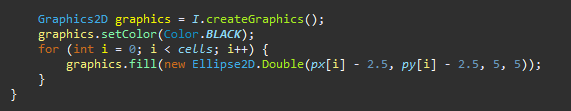 Graphics2D graphics = I.createGraphics();
graphics.setColor(Color.BLACK);
for (int i = 0; i < cells; i++) {
graphics.fill(new Ellipse2D.Double(px[i] - 2.5, py[i] - 2.5, 5, 5));
}
}